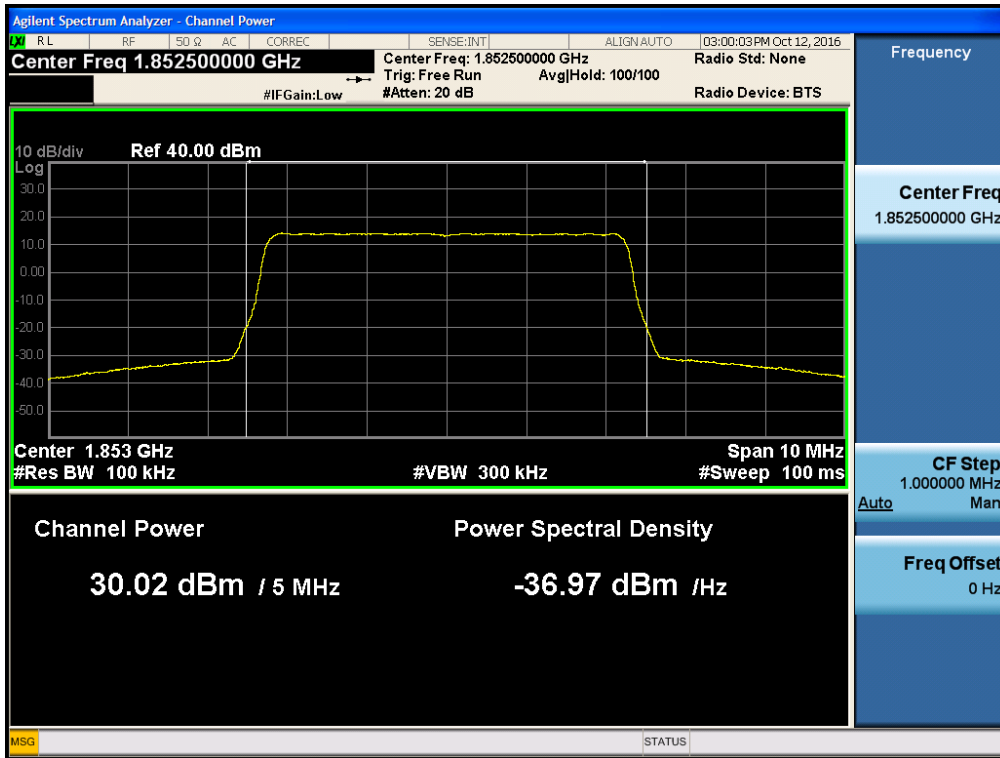 Agilent Spectrum Analyzer - Channel Power
LXI RL RF 50 Ω AC CORREC SENSE:INT ALIGN AUTO 03:00:03 PM Oct 12, 2016
Center Freq 1.852500000 GHz
Center Freq: 1.852500000 GHz
Radio Std: None
Trig: Free Run Avg|Hold: 100/100
#IFGain:Low
#Atten: 20 dB
Radio Device: BTS
10 dB/div Ref 40.00 dBm
Log
30.0
20.0
10.0
0.00
-10.0
-20.0
-30.0
-40.0
-50.0
Center 1.853 GHz Span 10 MHz
#Res BW 100 kHz #VBW 300 kHz #Sweep 100 ms
Channel Power Power Spectral Density
30.02 dBm / 5 MHz -36.97 dBm /Hz
Frequency
Center Freq
1.852500000 GHz
CF Step
1.000000 MHz
Auto Man
Freq Offset
0 Hz
MSG STATUS